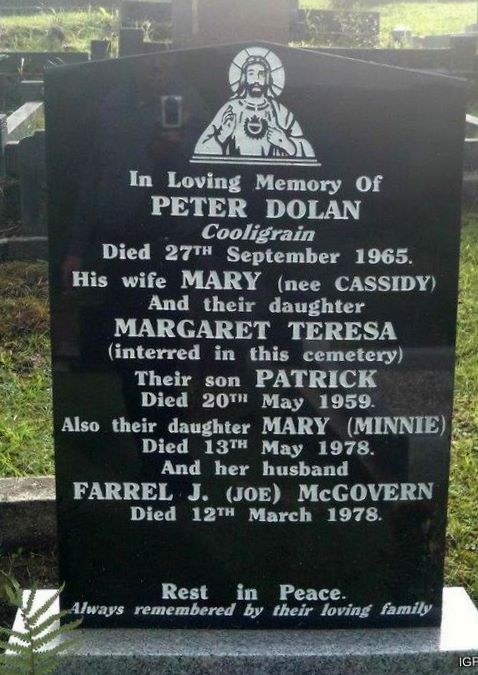 In Loving Memory Of
PETER DOLAN
Cooligrain
Died 27TH September 1965.
His wife MARY (nee CASSIDY)
And their daughter
MARGARET TERESA
(interred in this cemetery)
Their son PATRICK
Died 20TH May 1959.
Also their daughter MARY (MINNIE)
Died 13TH May 1978.
And her husband
FARREL J. (JOE) McGOVERN
Died 12TH March 1978.
Rest in Peace.
Always remembered by their loving family